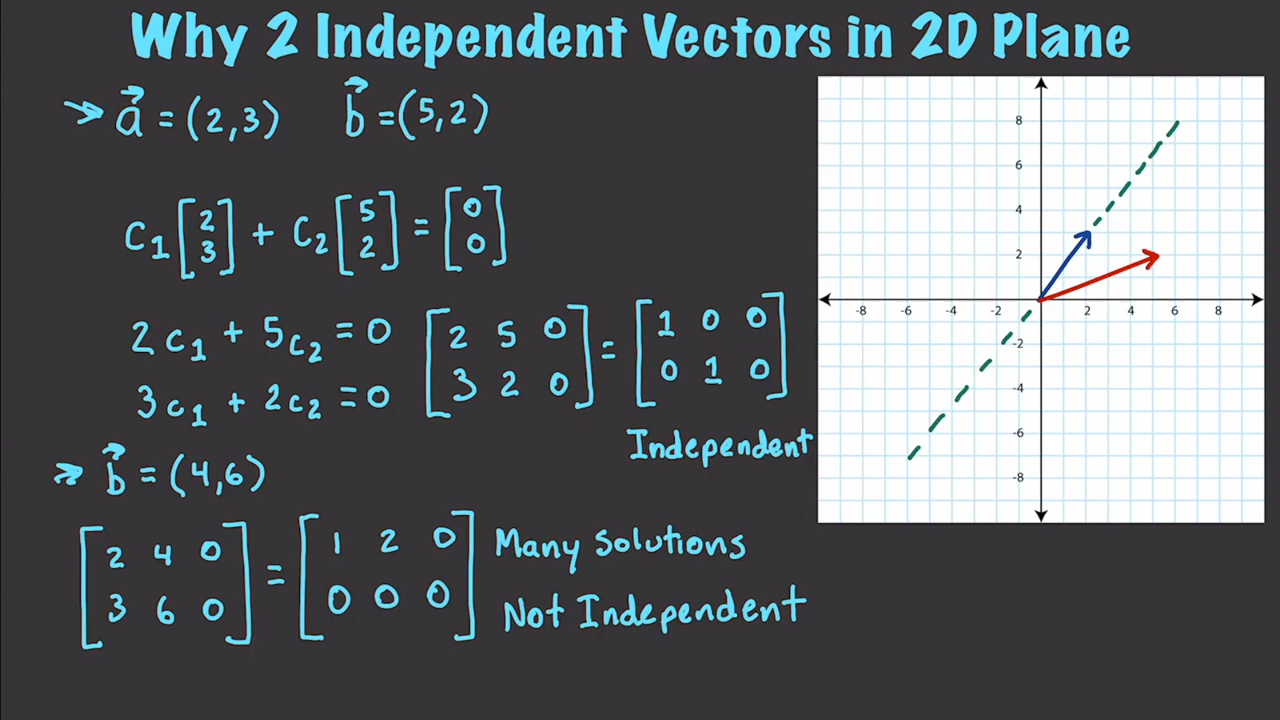 Why 2 Independent Vectors in 2D Plane
→ a⃗ = (2,3) b⃗ = (5,2)
C1 [2 3] + C2 [5 2] = [0 0]
2c1 + 5c2 = 0
3c1 + 2c2 = 0
[2 5 0
3 2 0] = [1 0 0
0 1 0]
Independent
→ b⃗ = (4,6)
[2 4 0
3 6 0] = [1 2 0
0 0 0]
Many Solutions
Not Independent
8
6
4
2
-8 -6 -4 -2 2 4 6 8
-2
-4
-6
-8